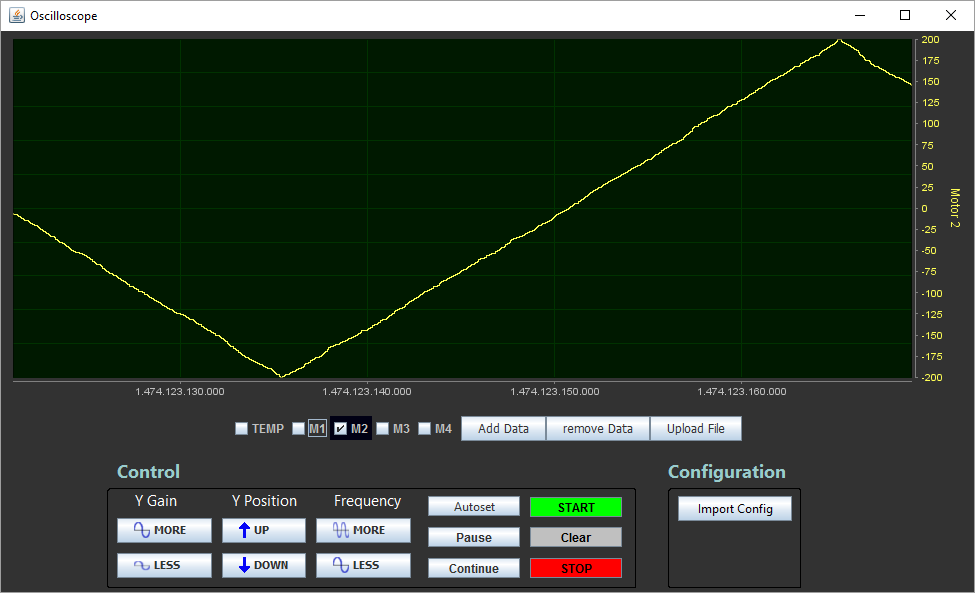 Oscilloscope
200
175
150
125
100
75
50
25
0
-25
-50
-75
-100
-125
-150
-175
-200
Motor 2
1.474.123.130.000 1.474.123.140.000 1.474.123.150.000 1.474.123.160.000
TEMP M1 M2 M3 M4 Add Data remove Data Upload File
Control Configuration
Y Gain Y Position Frequency
MORE UP MORE Autoset START Import Config
Pause Clear
LESS DOWN LESS Continue STOP